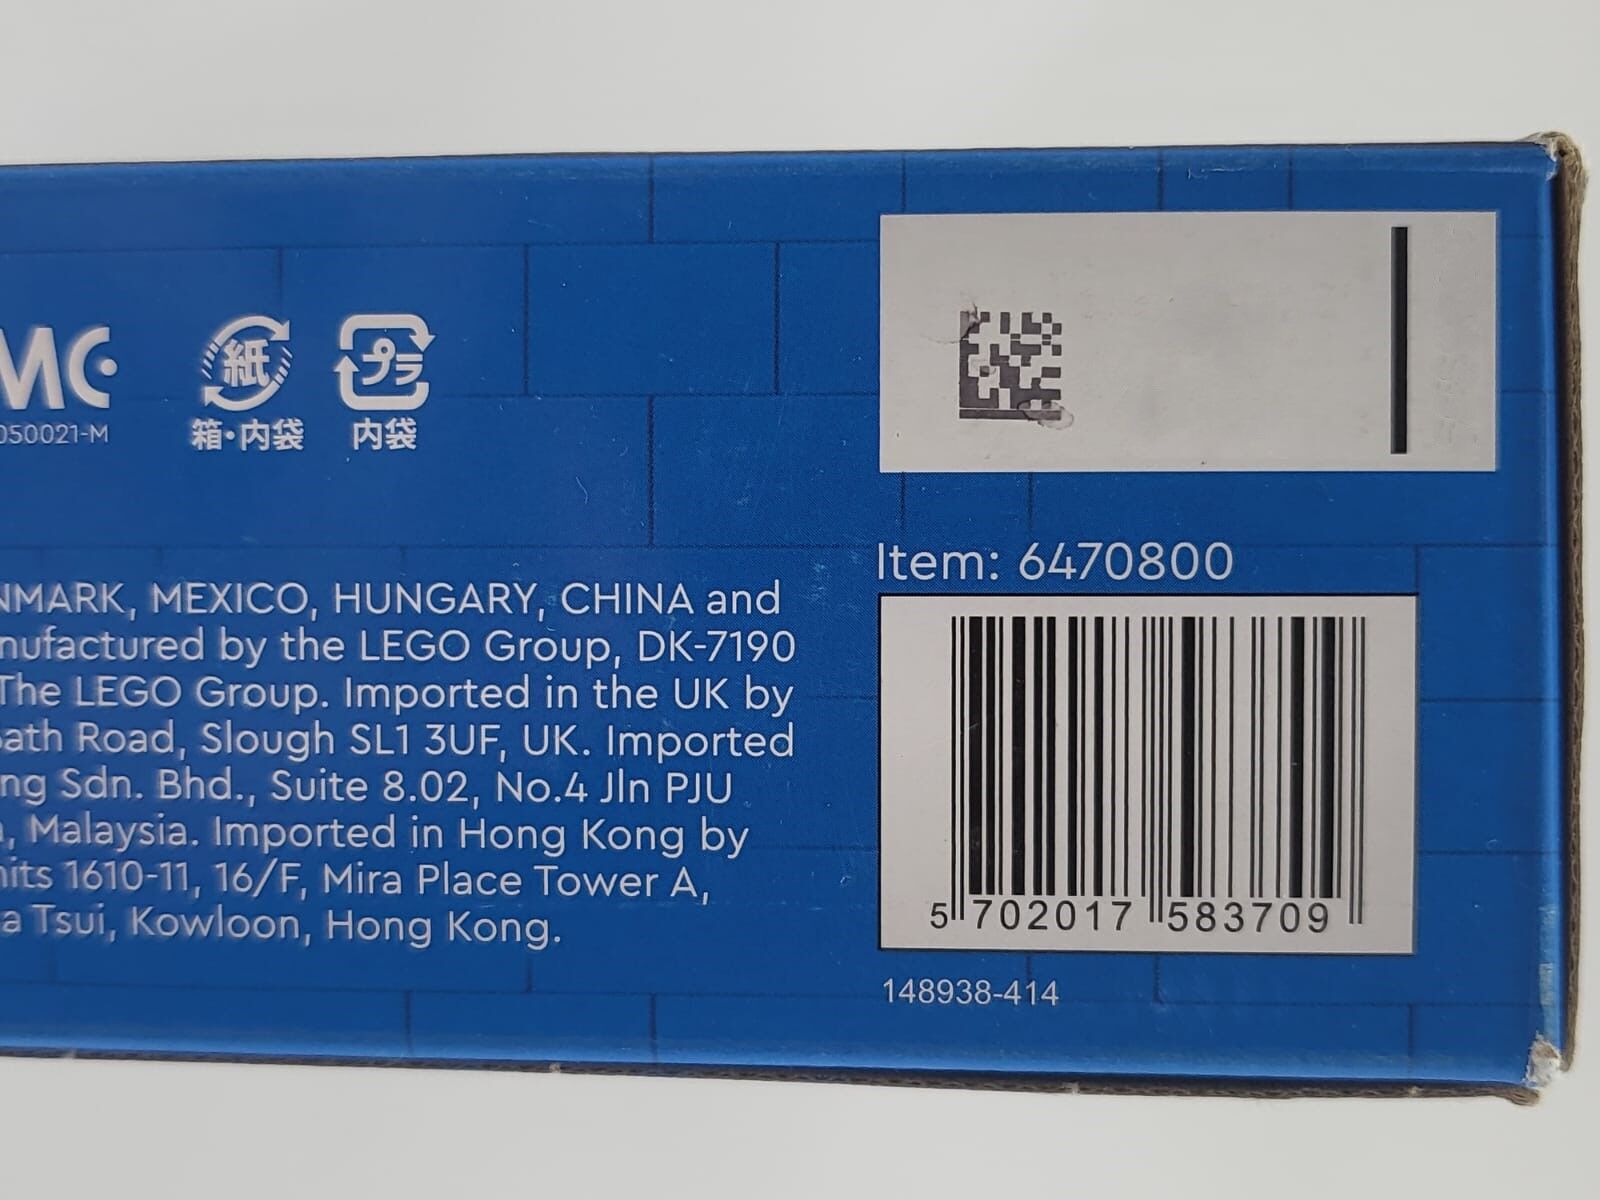 MC
050021-M
紙
プラ
箱・内袋
内袋
Item: 6470800
NMARK, MEXICO, HUNGARY, CHINA and
nufactured by the LEGO Group, DK-7190
The LEGO Group. Imported in the UK by
Bath Road, Slough SL1 3UF, UK. Imported
ng Sdn. Bhd., Suite 8.02, No.4 Jln PJU
, Malaysia. Imported in Hong Kong by
nits 1610-11, 16/F, Mira Place Tower A,
a Tsui, Kowloon, Hong Kong.
5 702017 583709
148938-414